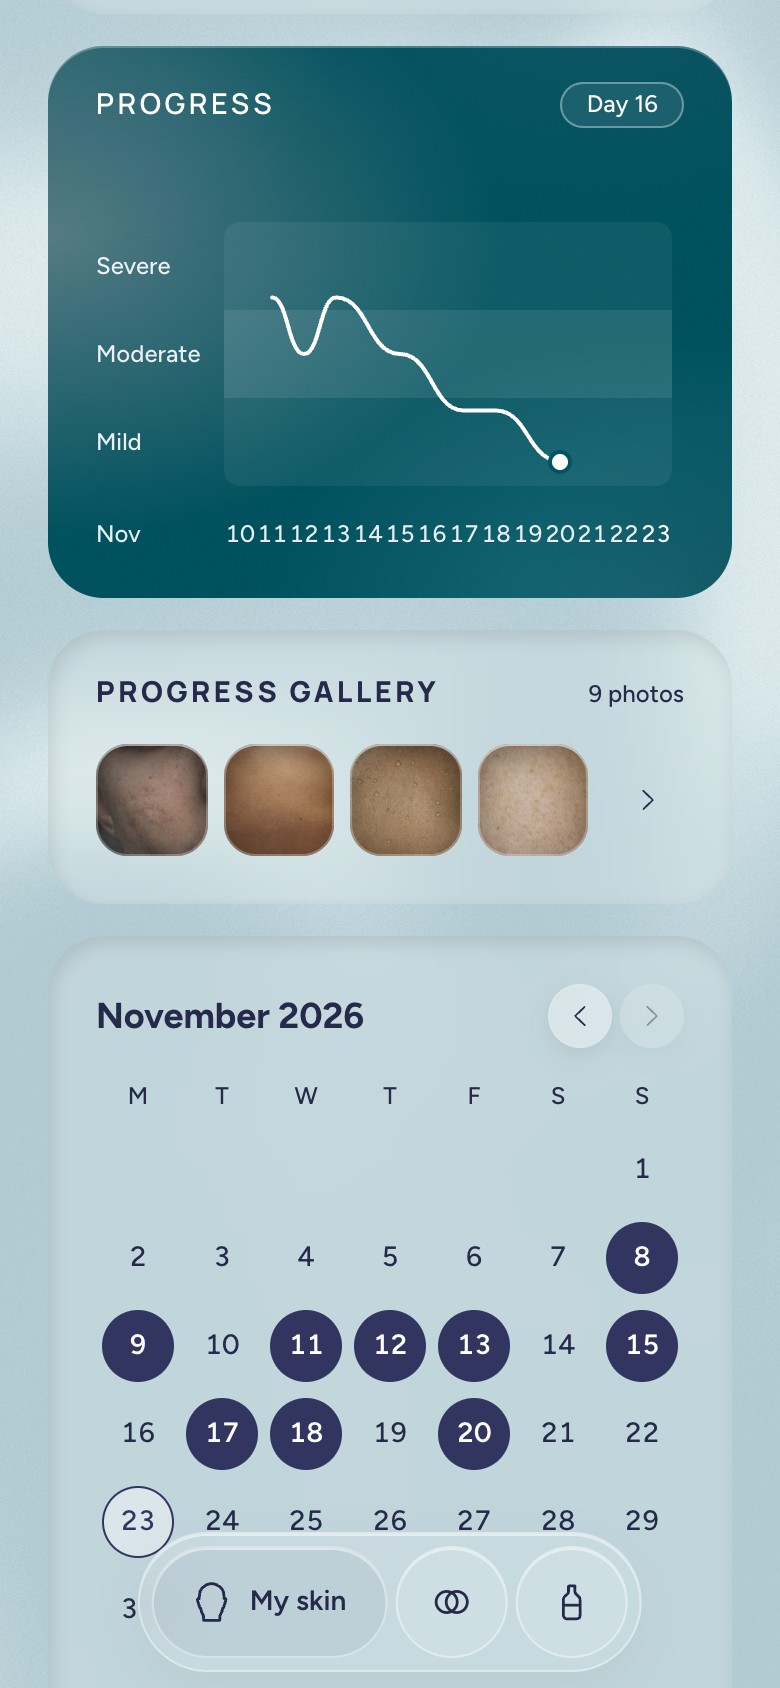 PROGRESS
Day 16
Severe
Moderate
Mild
Nov 10 11 12 13 14 15 16 17 18 19 20 21 22 23
PROGRESS GALLERY
9 photos
November 2026
M T W T F S S
1
2 3 4 5 6 7 8
9 10 11 12 13 14 15
16 17 18 19 20 21 22
23 24 25 26 27 28 29
3
My skin